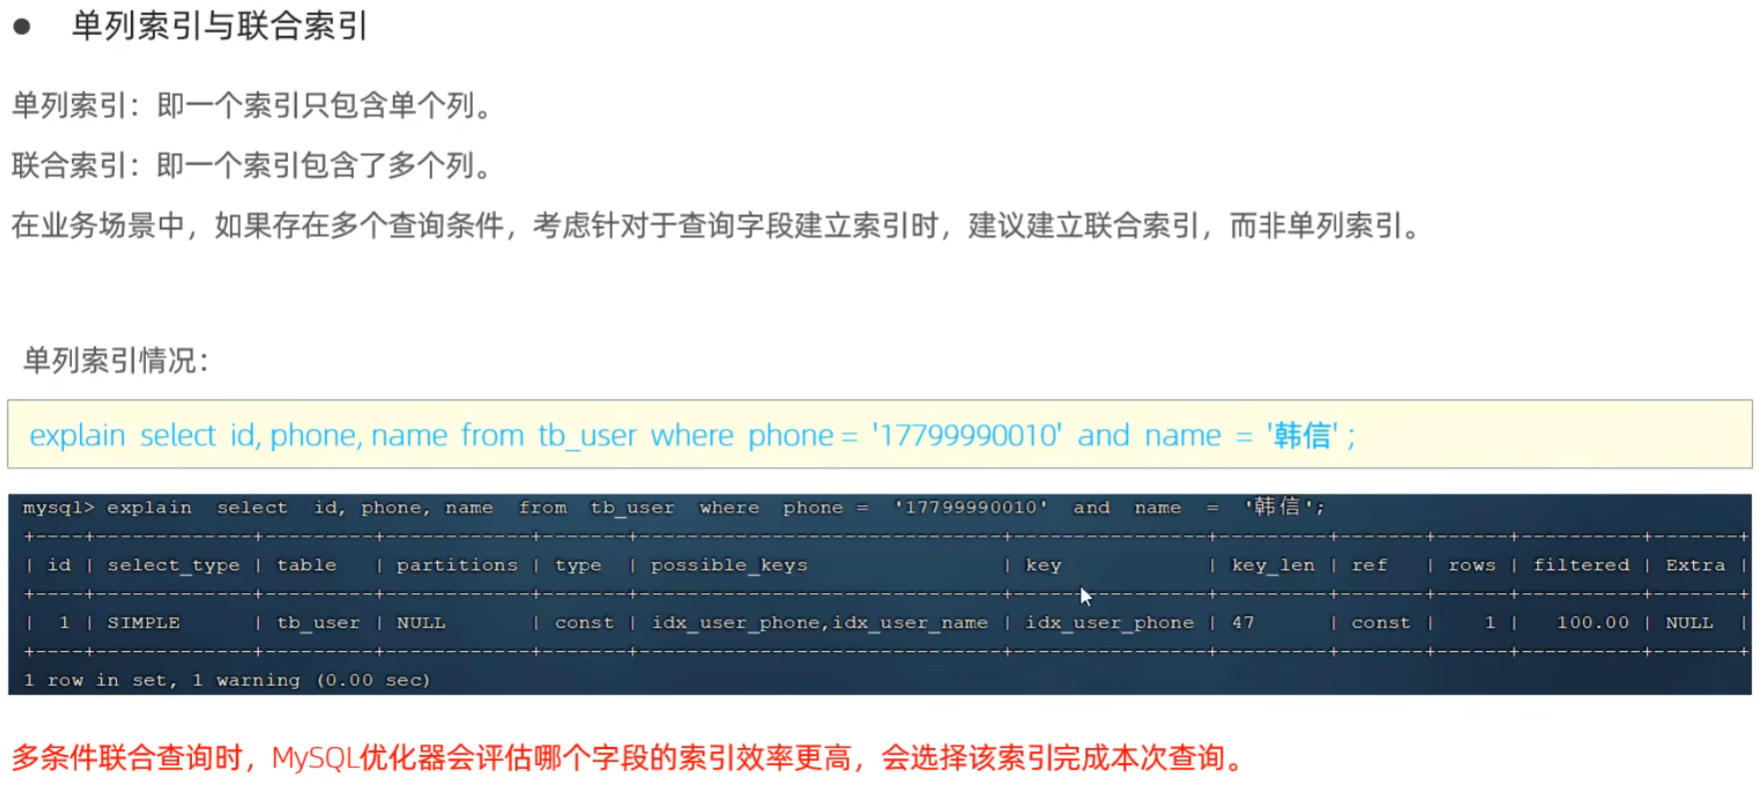 ● 单列索引与联合索引
单列索引：即一个索引只包含单个列。
联合索引：即一个索引包含了多个列。
在业务场景中，如果存在多个查询条件，考虑针对于查询字段建立索引时，建议建立联合索引，而非单列索引。
单列索引情况：
explain select id, phone, name from tb_user where phone = '17799990010' and name = '韩信' ;
mysql> explain select id, phone, name from tb_user where phone = '17799990010' and name = '韩信';
+----+-------------+---------+------------+-------+------------------------------+----------------+---------+-------+------+----------+-------+
| id | select_type | table | partitions | type | possible_keys | key | key_len | ref | rows | filtered | Extra |
+----+-------------+---------+------------+-------+------------------------------+----------------+---------+-------+------+----------+-------+
| 1 | SIMPLE | tb_user | NULL | const | idx_user_phone,idx_user_name | idx_user_phone | 47 | const | 1 | 100.00 | NULL |
+----+-------------+---------+------------+-------+------------------------------+----------------+---------+-------+------+----------+-------+
1 row in set, 1 warning (0.00 sec)
多条件联合查询时，MySQL优化器会评估哪个字段的索引效率更高，会选择该索引完成本次查询。